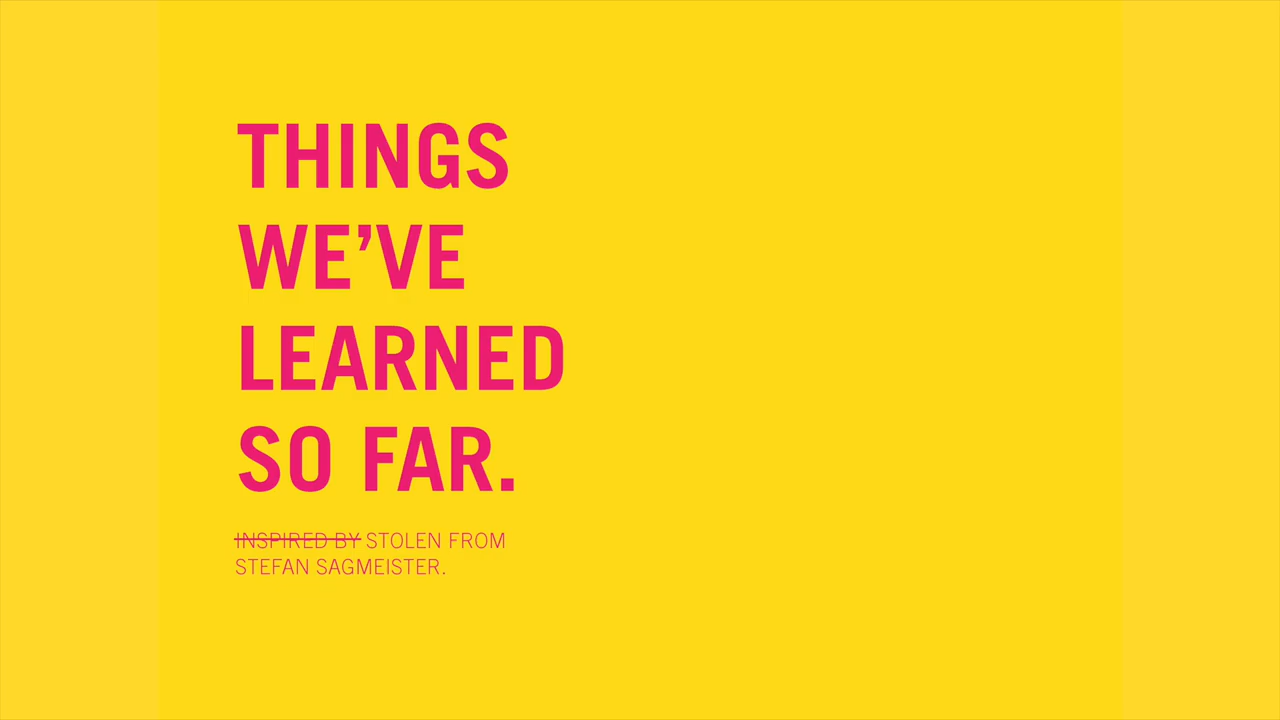 THINGS
WE’VE
LEARNED
SO FAR.
INSPIRED BY STOLEN FROM
STEFAN SAGMEISTER.